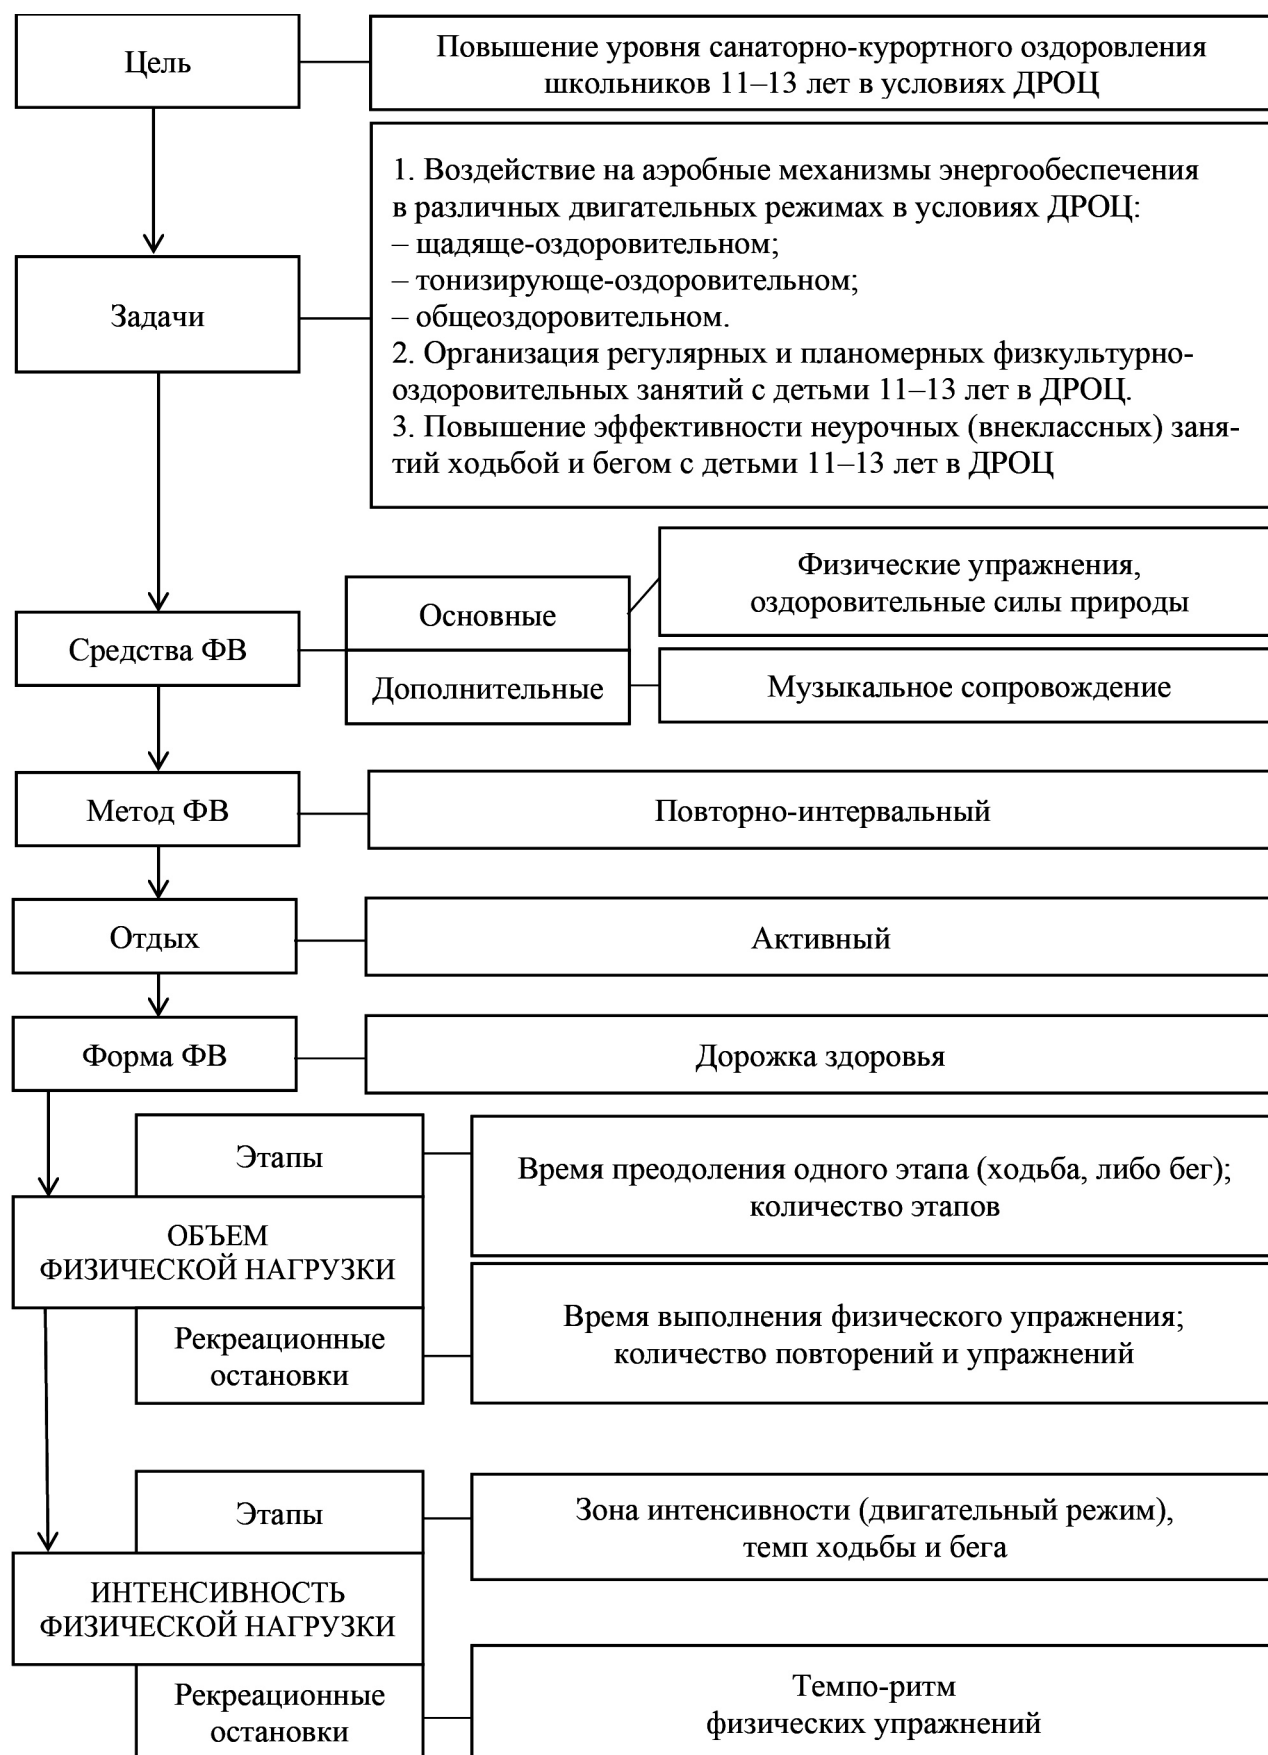 Цель
Повышение уровня санаторно-курортного оздоровления
школьников 11–13 лет в условиях ДРОЦ
Задачи
1. Воздействие на аэробные механизмы энергообеспечения
в различных двигательных режимах в условиях ДРОЦ:
– щадяще-оздоровительном;
– тонизирующе-оздоровительном;
– общеоздоровительном.
2. Организация регулярных и планомерных физкультурно-
оздоровительных занятий с детьми 11–13 лет в ДРОЦ.
3. Повышение эффективности неурочных (внеклассных) заня-
тий ходьбой и бегом с детьми 11–13 лет в ДРОЦ
Средства ФВ
Основные
Физические упражнения,
оздоровительные силы природы
Дополнительные
Музыкальное сопровождение
Метод ФВ
Повторно-интервальный
Отдых
Активный
Форма ФВ
Дорожка здоровья
Этапы
Время преодоления одного этапа (ходьба, либо бег);
количество этапов
ОБЪЕМ
ФИЗИЧЕСКОЙ НАГРУЗКИ
Рекреационные
остановки
Время выполнения физического упражнения;
количество повторений и упражнений
Этапы
Зона интенсивности (двигательный режим),
темп ходьбы и бега
ИНТЕНСИВНОСТЬ
ФИЗИЧЕСКОЙ НАГРУЗКИ
Рекреационные
остановки
Темпо-ритм
физических упражнений